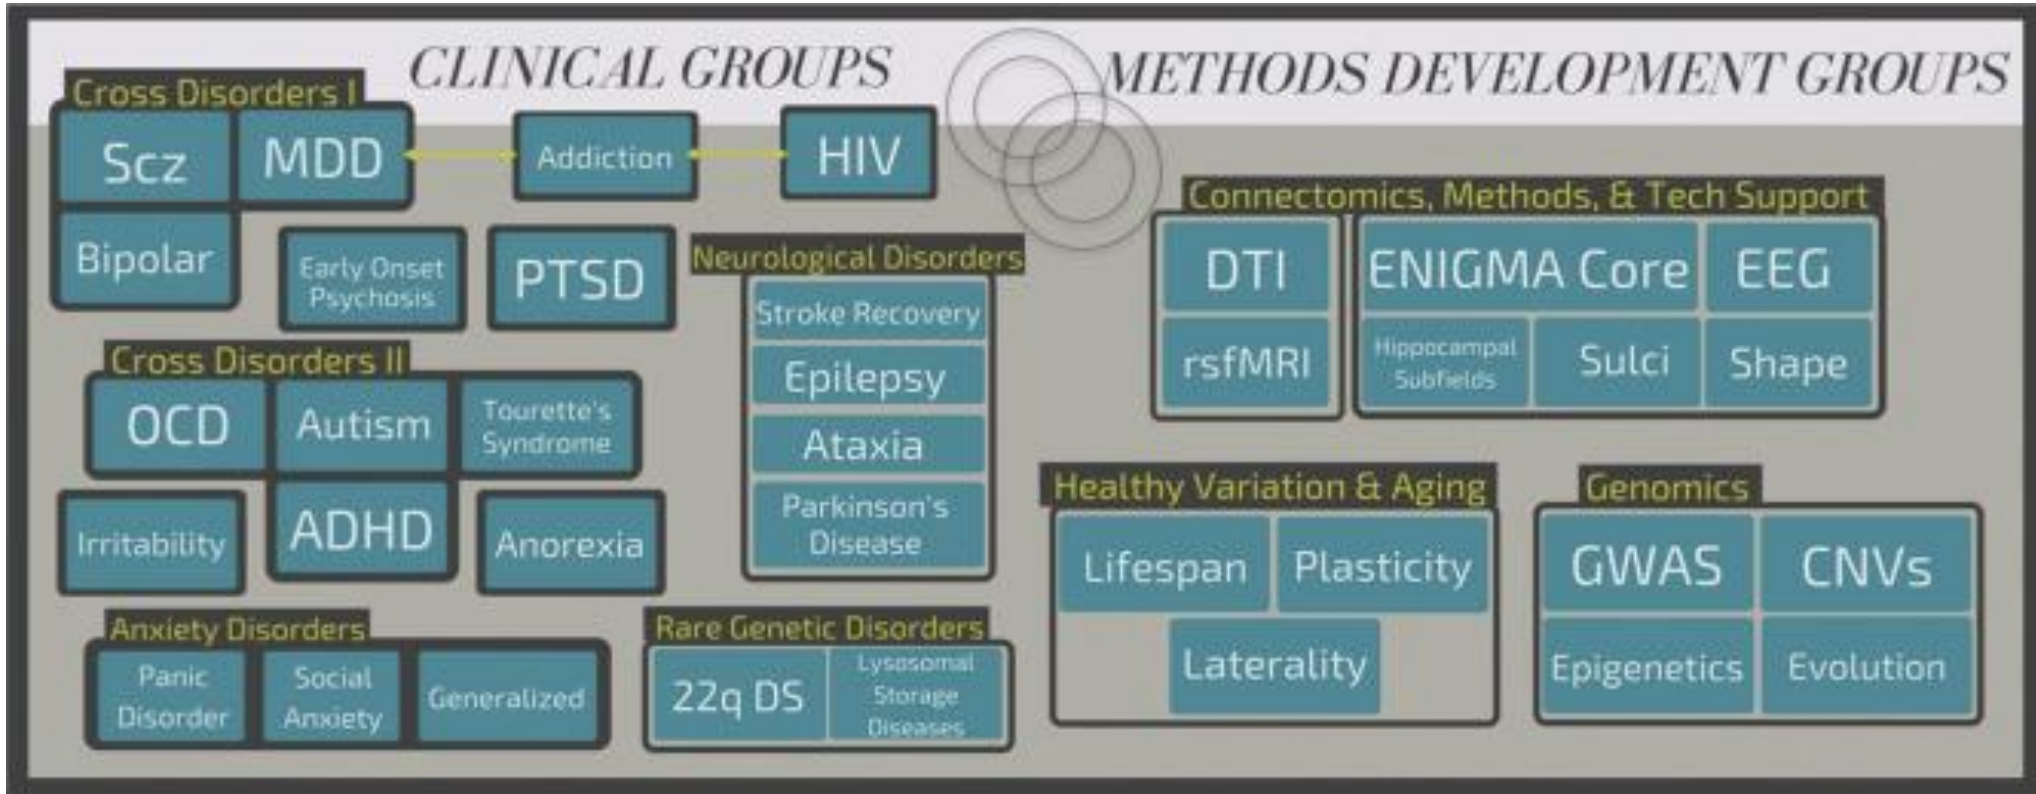 CLINICAL GROUPS
METHODS DEVELOPMENT GROUPS
Cross Disorders I
Scz
MDD
Bipolar
Addiction
HIV
Early Onset
Psychosis
PTSD
Cross Disorders II
OCD
Autism
Tourette's
Syndrome
Irritability
ADHD
Anorexia
Anxiety Disorders
Panic
Disorder
Social
Anxiety
Generalized
Neurological Disorders
Stroke Recovery
Epilepsy
Ataxia
Parkinson's
Disease
Rare Genetic Disorders
22q DS
Lysosomal
Storage
Diseases
Connectomics, Methods, & Tech Support
DTI
rsfMRI
ENIGMA Core
EEG
Hippocampal
Subfields
Sulci
Shape
Healthy Variation & Aging
Lifespan
Plasticity
Laterality
Genomics
GWAS
CNVs
Epigenetics
Evolution